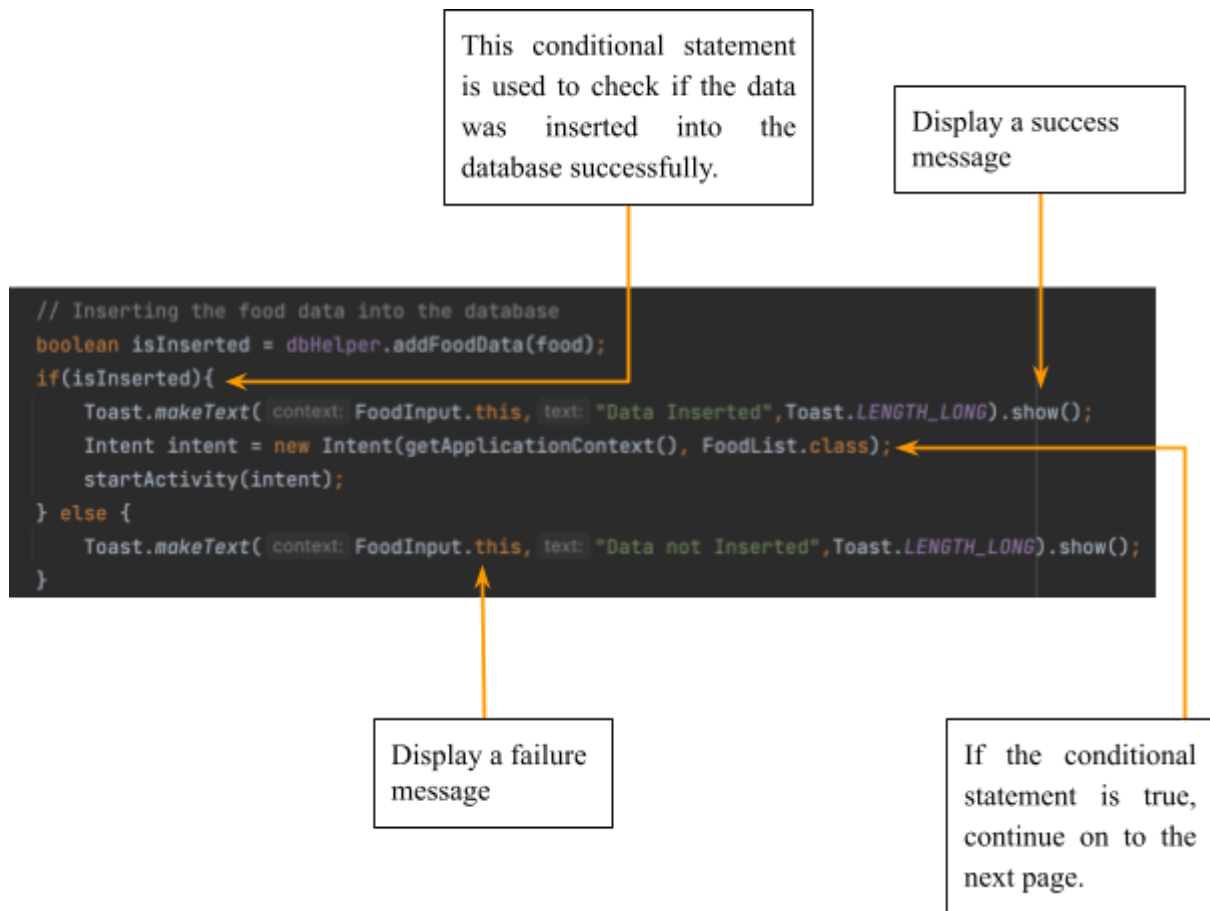 This conditional statement
is used to check if the data
was inserted into the
database successfully.
Display a success
message
// Inserting the food data into the database
boolean isInserted = dbHelper.addFoodData(food);
if(isInserted){
Toast.makeText( context: FoodInput.this, text: "Data Inserted",Toast.LENGTH_LONG).show();
Intent intent = new Intent(getApplicationContext(), FoodList.class);
startActivity(intent);
} else {
Toast.makeText( context: FoodInput.this, text: "Data not Inserted",Toast.LENGTH_LONG).show();
}
Display a failure
message
If the conditional
statement is true,
continue on to the
next page.